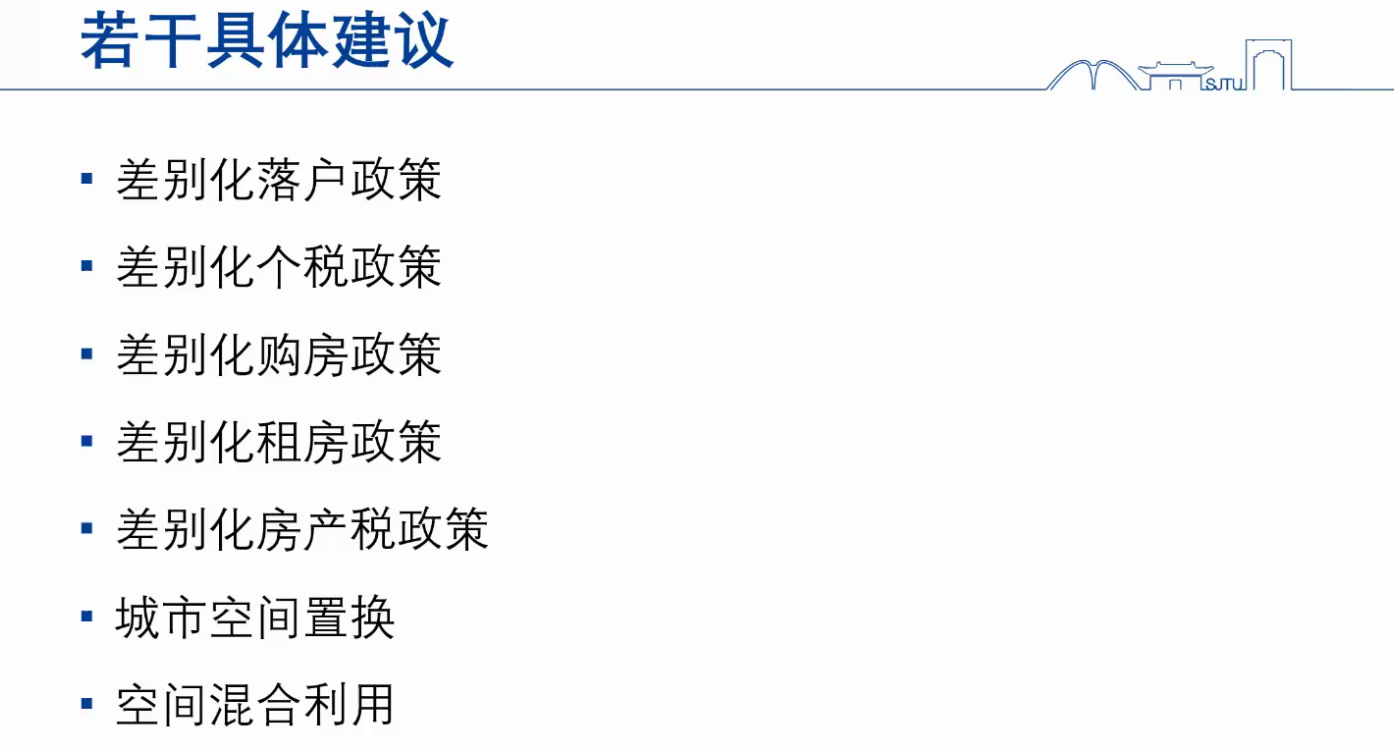 若干具体建议
SJTU
差别化落户政策
差别化个税政策
差别化购房政策
差别化租房政策
差别化房产税政策
城市空间置换
空间混合利用